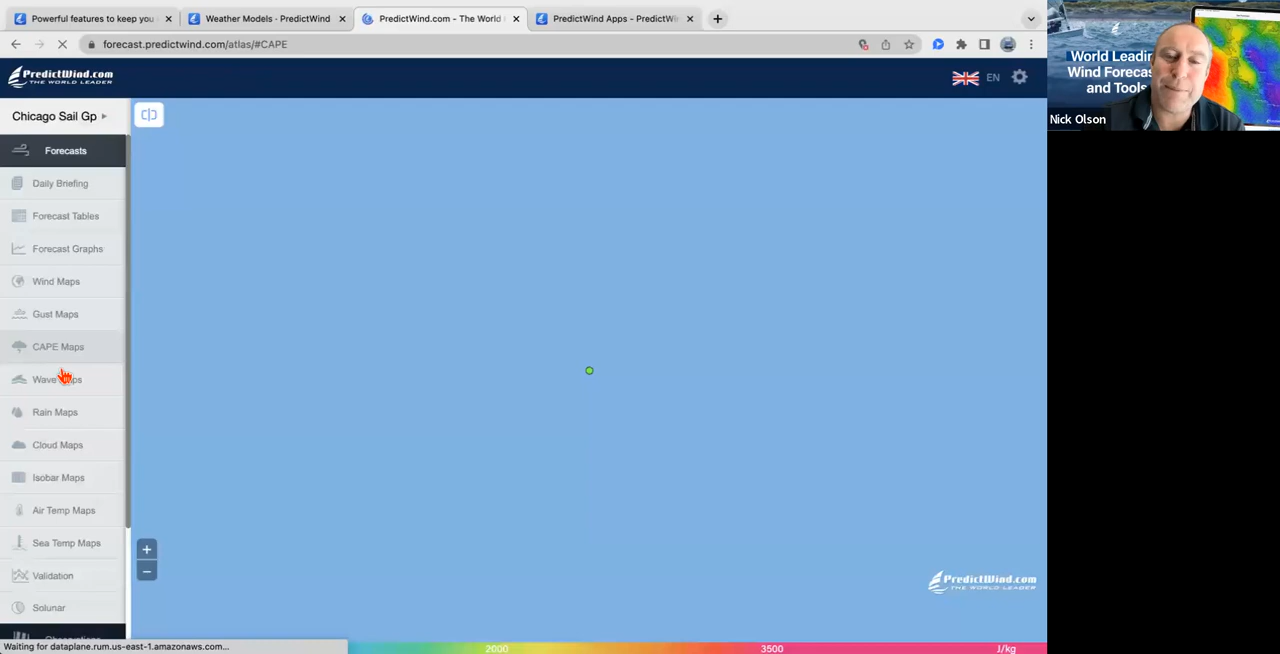 Powerful features to keep you
Weather Models - PredictWind
PredictWind.com - The World
PredictWind Apps - PredictWi
forecast.predictwind.com/atlas/#CAPE
PredictWind.com
THE WORLD LEADER
EN
World Leadin
Wind Forecas
and Tools
Nick Olson
Chicago Sail Gp
Forecasts
Daily Briefing
Forecast Tables
Forecast Graphs
Wind Maps
Gust Maps
CAPE Maps
Wave Maps
Rain Maps
Cloud Maps
Isobar Maps
Air Temp Maps
Sea Temp Maps
Validation
Solunar
Observations
PredictWind.com
THE WORLD LEADER
Waiting for dataplane.rum.us-east-1.amazonaws.com...
2000
3500
J/kg